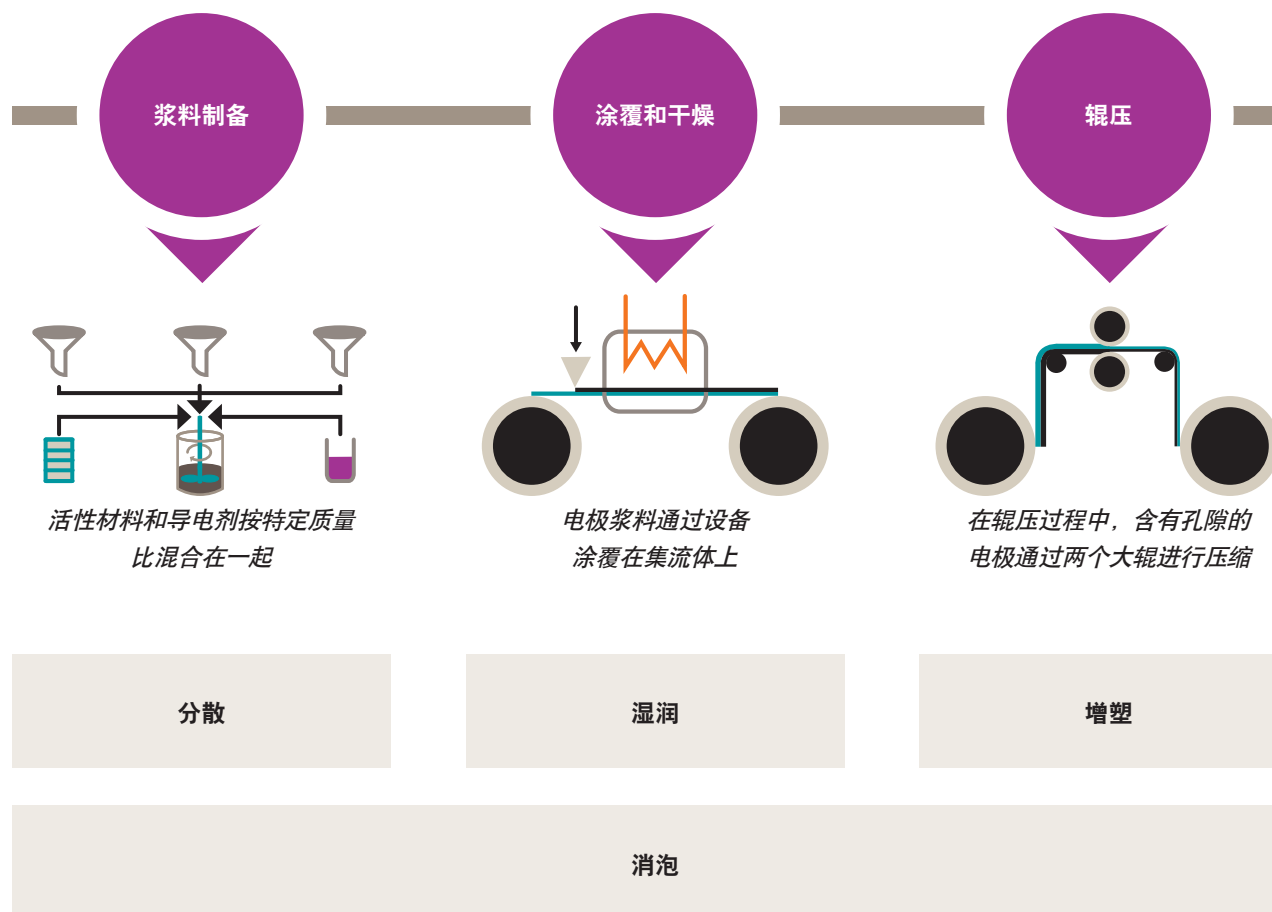 浆料制备
涂覆和干燥
辊压
活性材料和导电剂按特定质量
比混合在一起
电极浆料通过设备
涂覆在集流体上
在辊压过程中，含有孔隙的
电极通过两个大辊进行压缩
分散
湿润
增塑
消泡